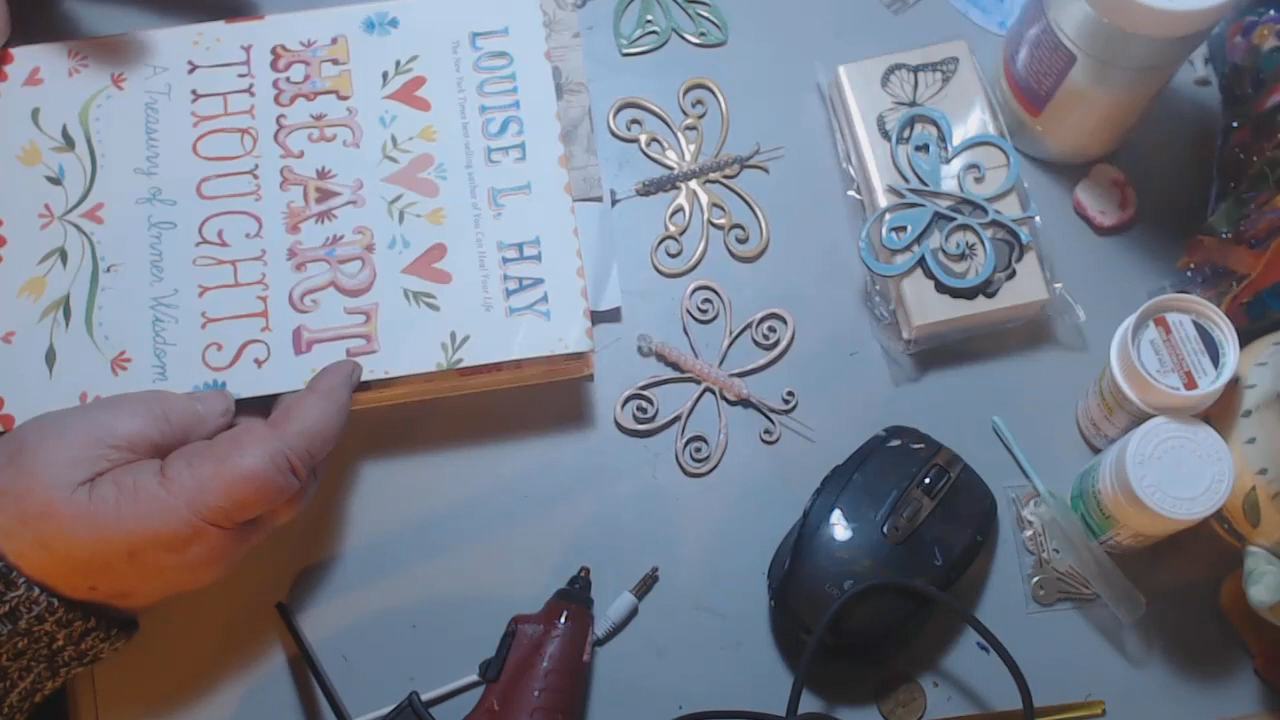 LOUISE L. HAY
The New York Times best-selling author of You Can Heal Your Life
HEART
THOUGHTS
A Treasury of Inner Wisdom